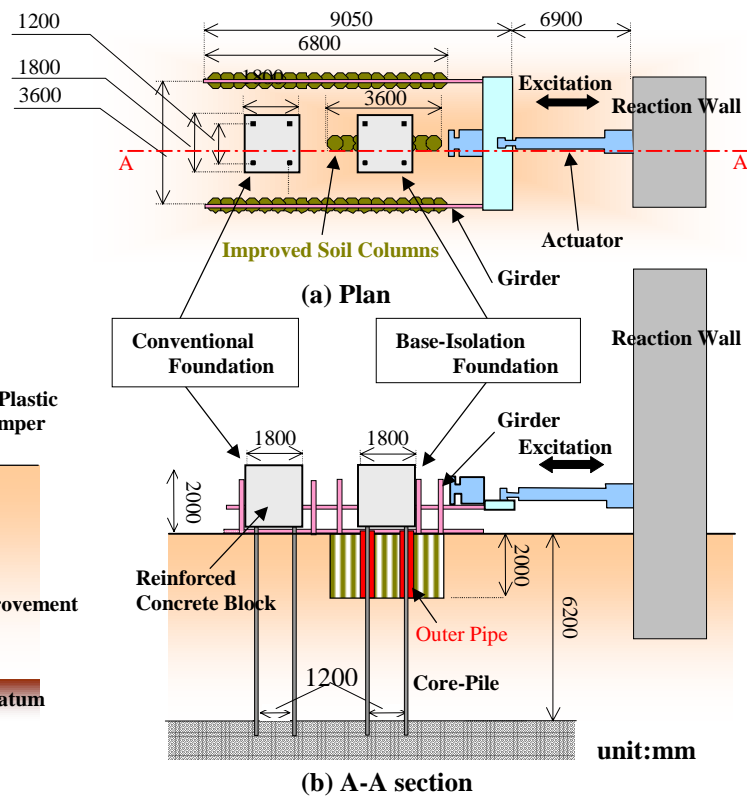 9050
6900
1200
6800
1800
3600
1800
3600
Excitation
Reaction Wall
A
A
Improved Soil Columns
Girder
Actuator
(a) Plan
Conventional
Foundation
Base-Isolation
Foundation
Reaction Wall
Plastic
mper
Girder
1800
1800
Excitation
2000
2000
6200
Reinforced
Concrete Block
rovement
Outer Pipe
Core-Pile
1200
atum
unit:mm
(b) A-A section